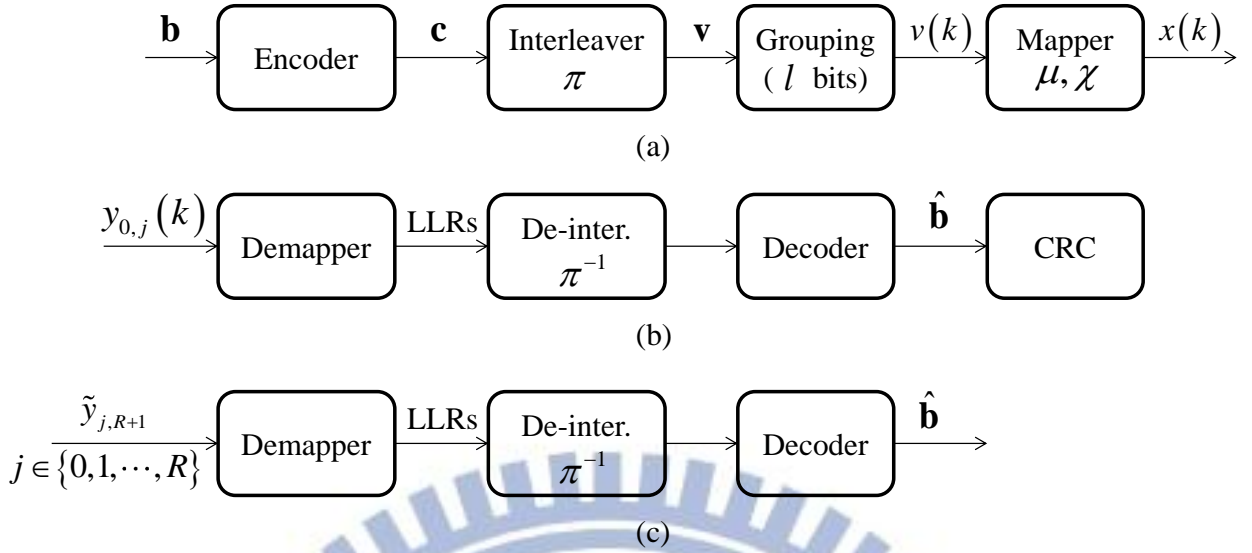 b
Encoder
c
Interleaver
π
v
Grouping
( l bits)
v(k)
Mapper
μ, χ
x(k)
(a)
y₀,ⱼ(k)
Demapper
LLRs
De-inter.
π⁻¹
Decoder
b̂
CRC
(b)
ỹⱼ,R+1
j ∈ {0,1,⋯,R}
Demapper
LLRs
De-inter.
π⁻¹
Decoder
b̂
(c)